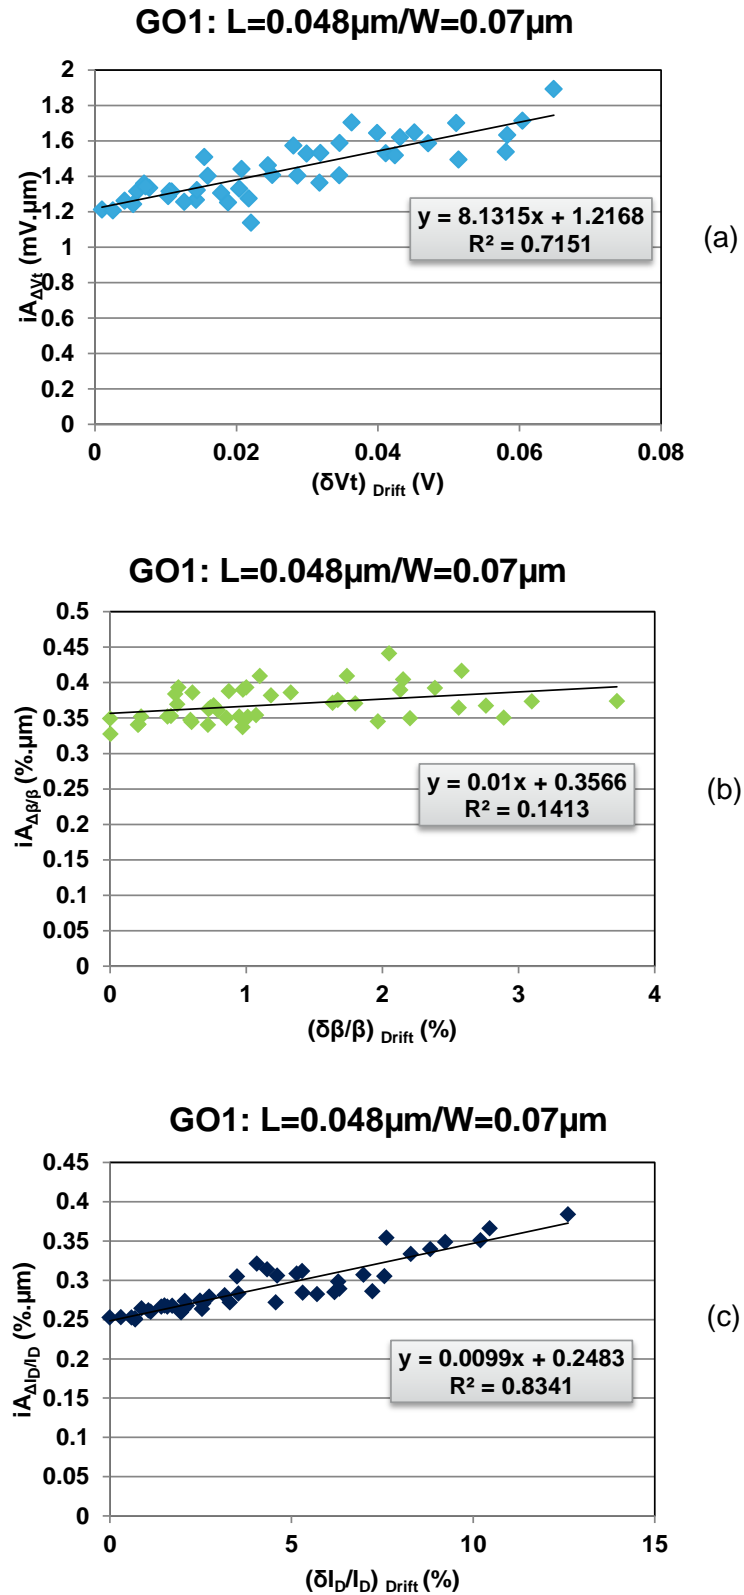 GO1: L=0.048µm/W=0.07µm
2
1.8
1.6
1.4
1.2
1
0.8
0.6
0.4
0.2
0
iA ΔVt (mV.µm)
y = 8.1315x + 1.2168
R² = 0.7151
(a)
0 0.02 0.04 0.06 0.08
(δVt) Drift (V)
GO1: L=0.048µm/W=0.07µm
0.5
0.45
0.4
0.35
0.3
0.25
0.2
0.15
0.1
0.05
0
iA Δβ/β (%.µm)
y = 0.01x + 0.3566
R² = 0.1413
(b)
0 1 2 3 4
(δβ/β) Drift (%)
GO1: L=0.048µm/W=0.07µm
0.45
0.4
0.35
0.3
0.25
0.2
0.15
0.1
0.05
0
iA ΔID/ID (%.µm)
y = 0.0099x + 0.2483
R² = 0.8341
(c)
0 5 10 15
(δID/ID) Drift (%)